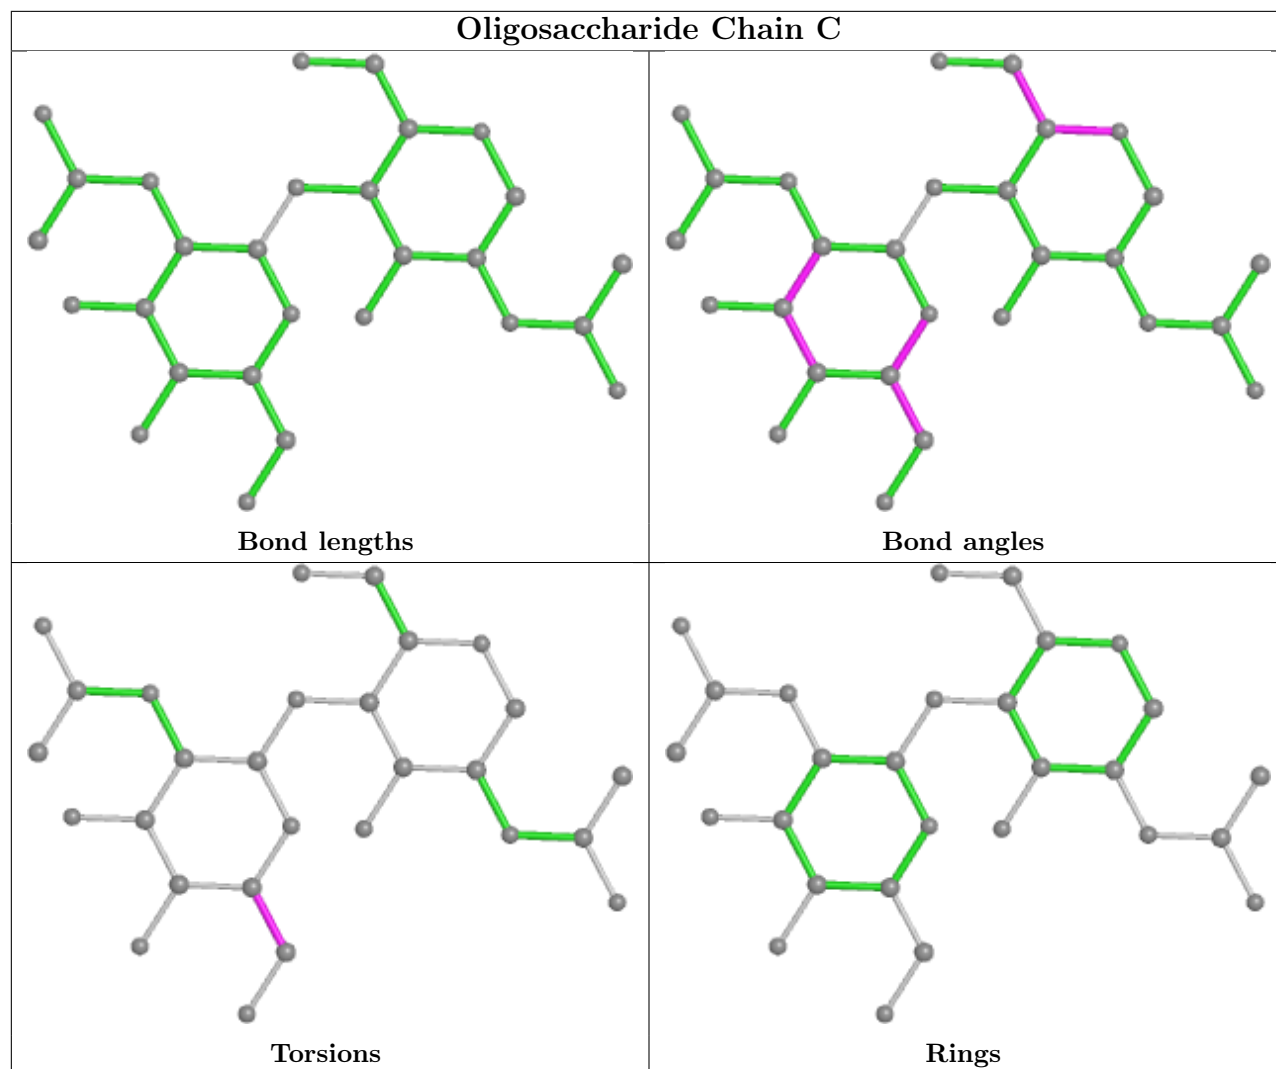 Oligosaccharide Chain C
Bond lengths
Bond angles
Torsions
Rings